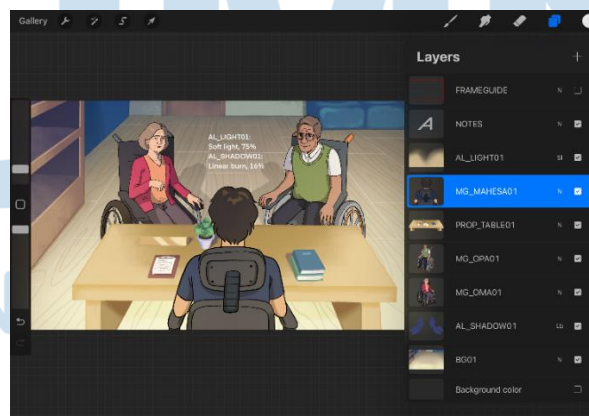 Gallery
Layers
FRAMEGUIDE N
A NOTES N
AL_LIGHT01 Sl
MG_MAHESA01 N
PROP_TABLE01 N
MG_OPA01 N
MG_OMA01 N
AL_SHADOW01 Lb
BG01 N
Background color
AL_LIGHT01:
Soft light, 75%
AL_SHADOW01:
Linear burn, 16%